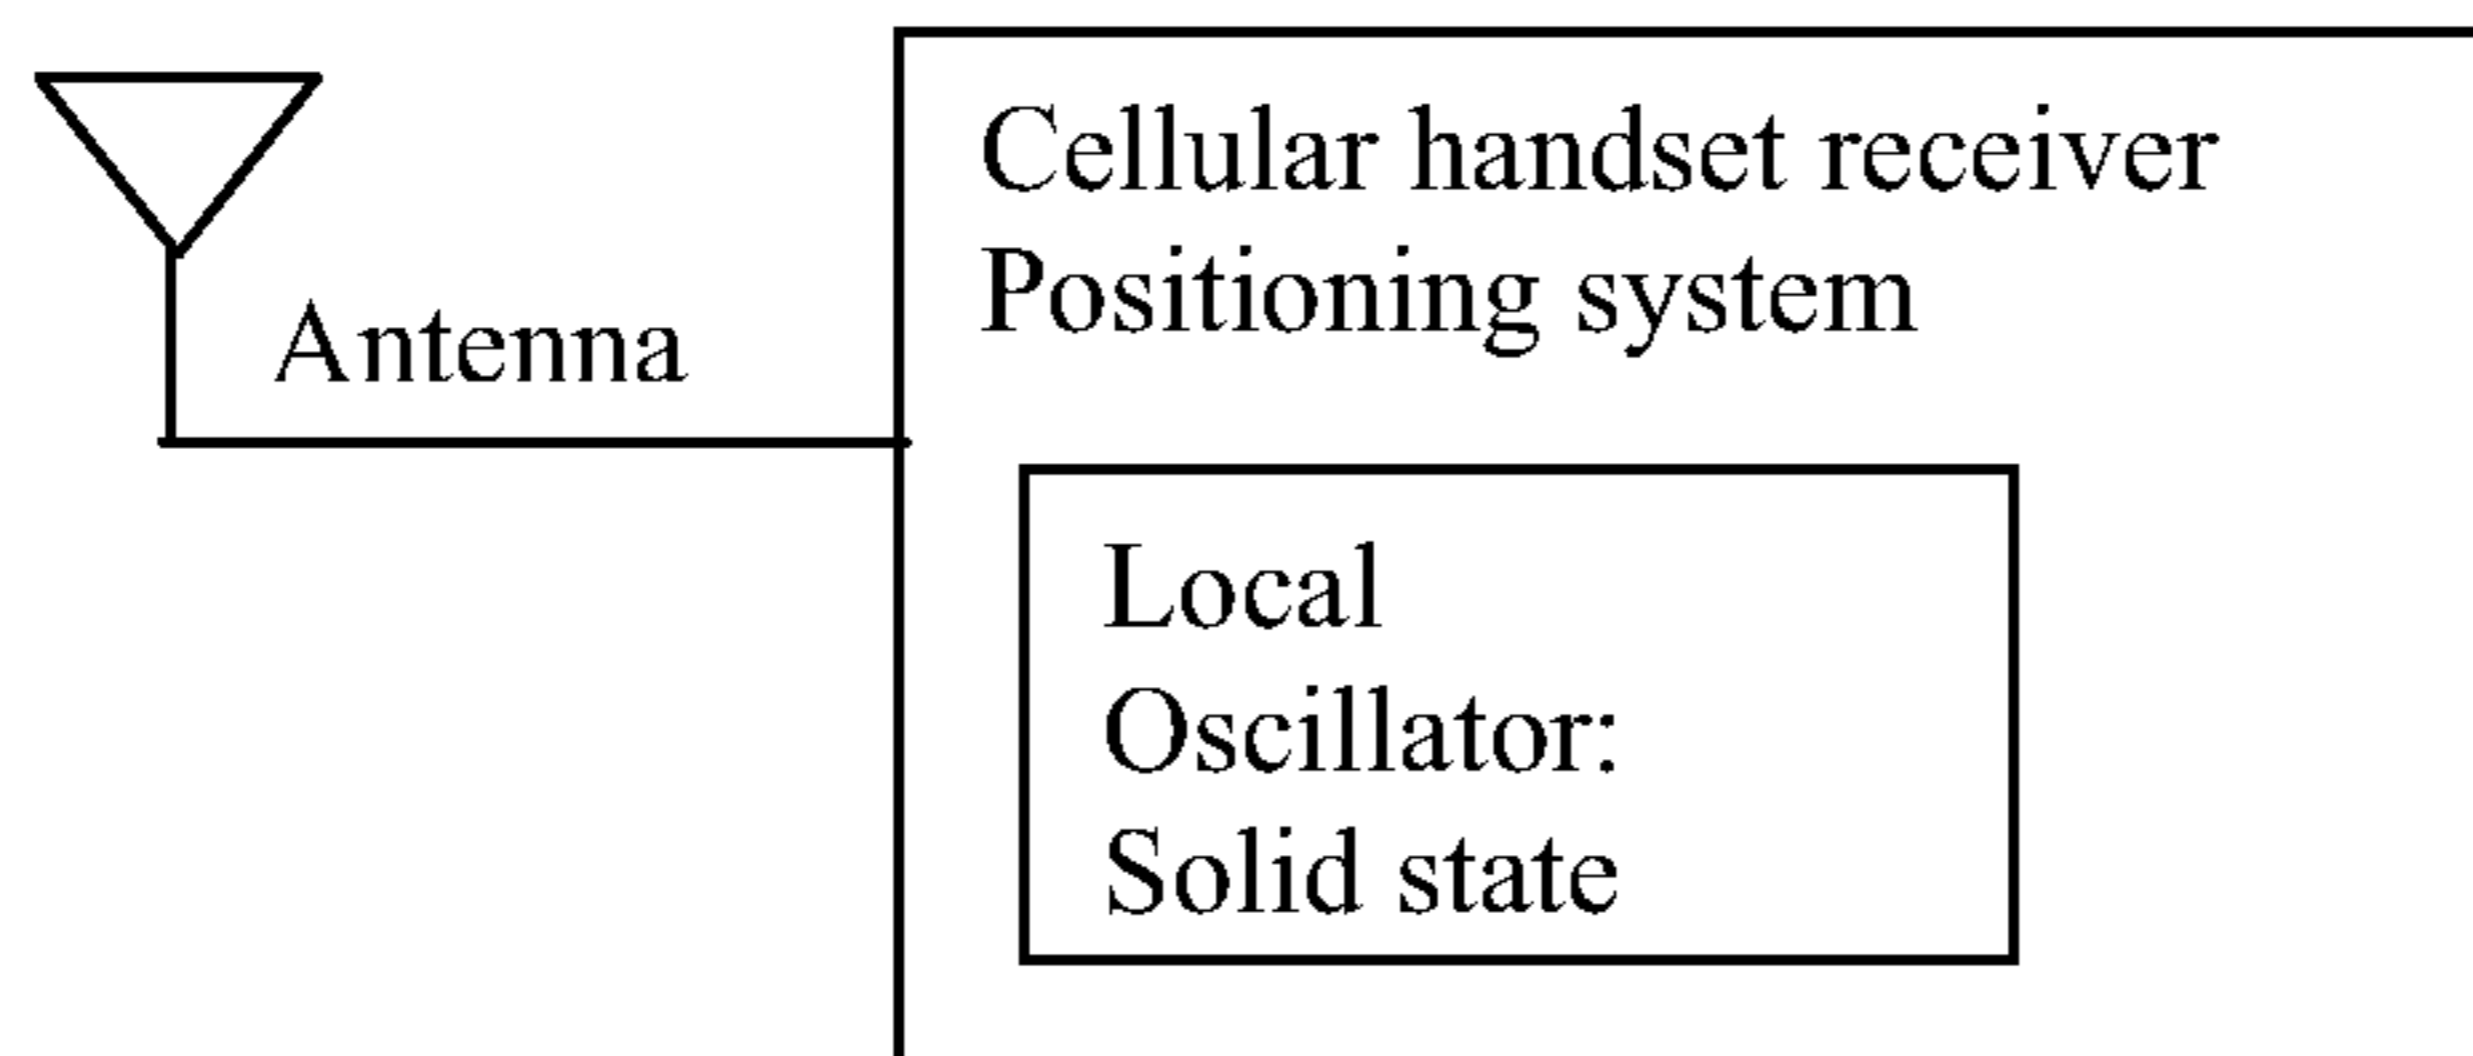 Cellular handset receiver
Positioning system
Antenna
Local
Oscillator:
Solid state